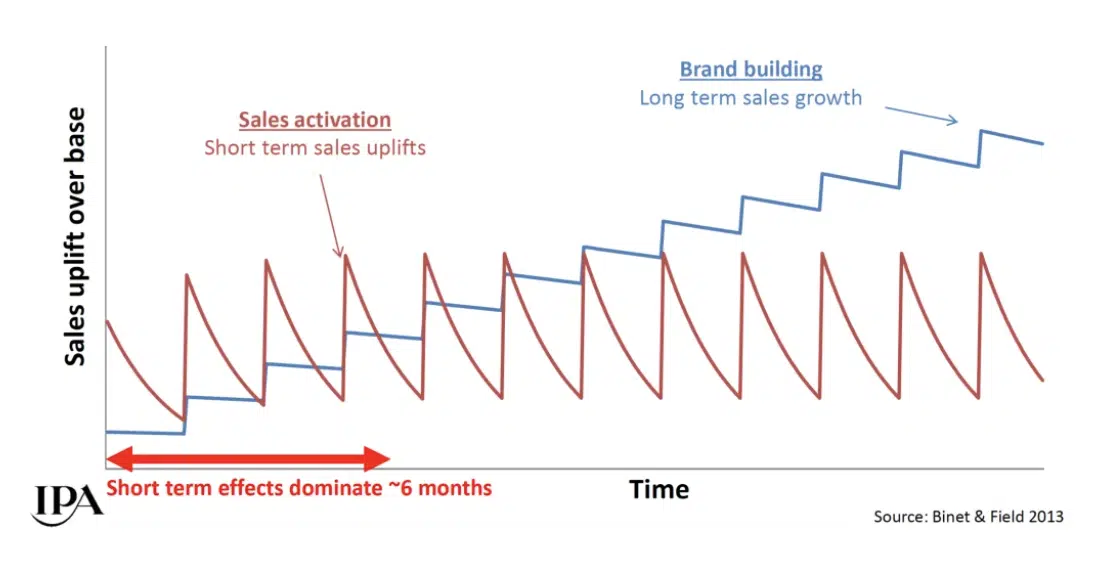 Brand building
Long term sales growth
Sales activation
Short term sales uplifts
Sales uplift over base
Short term effects dominate ~6 months
Time
IPA
Source: Binet & Field 2013